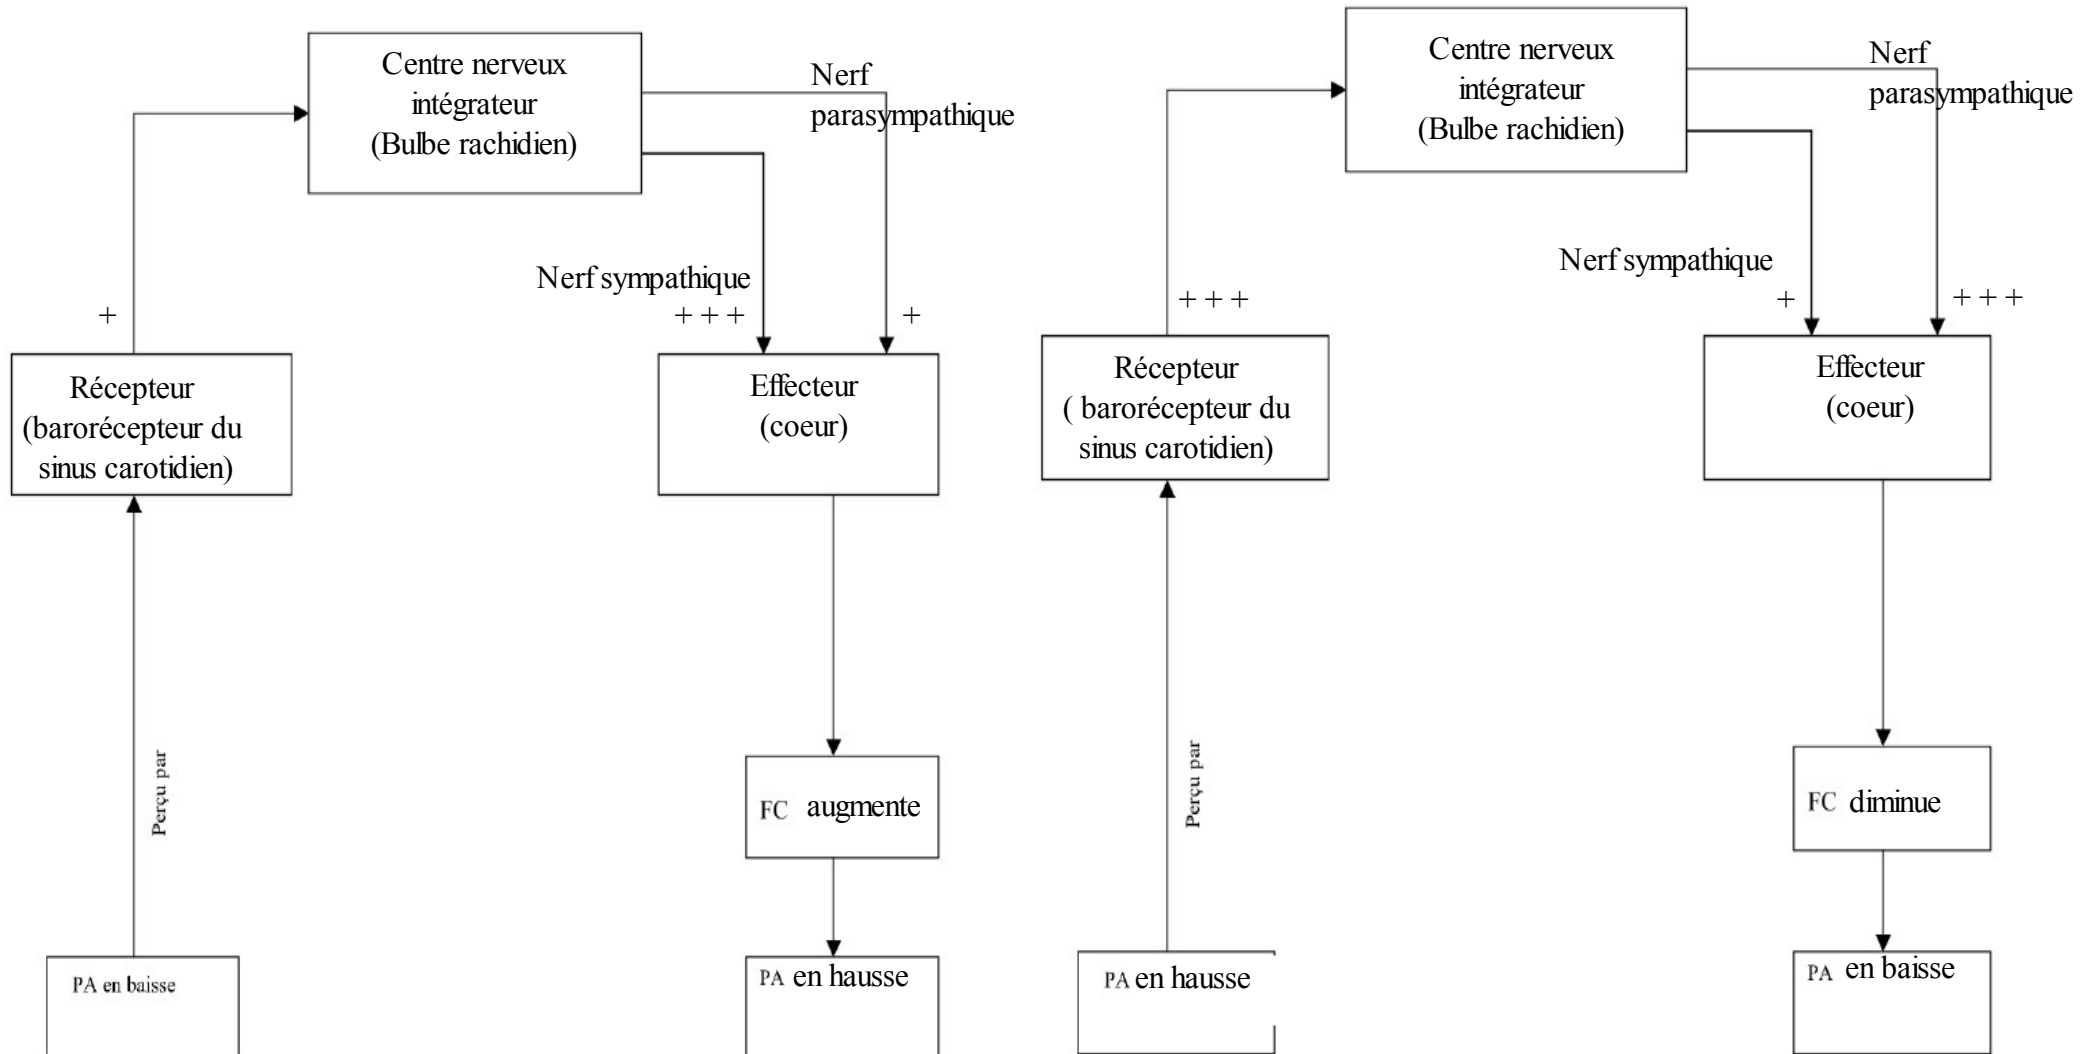 Centre nerveux
intégrateur
(Bulbe rachidien)
Nerf
parasympathique
Nerf sympathique
+
+ + +
+
Récepteur
(barorécepteur du
sinus carotidien)
Effecteur
(coeur)
Perçu par
FC augmente
PA en baisse
PA en hausse
Centre nerveux
intégrateur
(Bulbe rachidien)
Nerf
parasympathique
Nerf sympathique
+ + +
+
+ + +
Récepteur
( barorécepteur du
sinus carotidien)
Effecteur
(coeur)
Perçu par
FC diminue
PA en hausse
PA en baisse